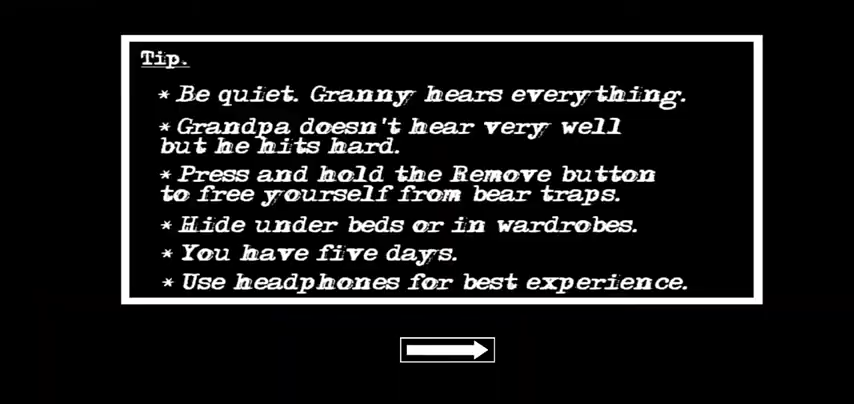 Tip.
* Be quiet. Granny hears everything.
* Grandpa doesn't hear very well
but he hits hard.
* Press and hold the Remove button
to free yourself from bear traps.
* Hide under beds or in wardrobes.
* You have five days.
* Use headphones for best experience.